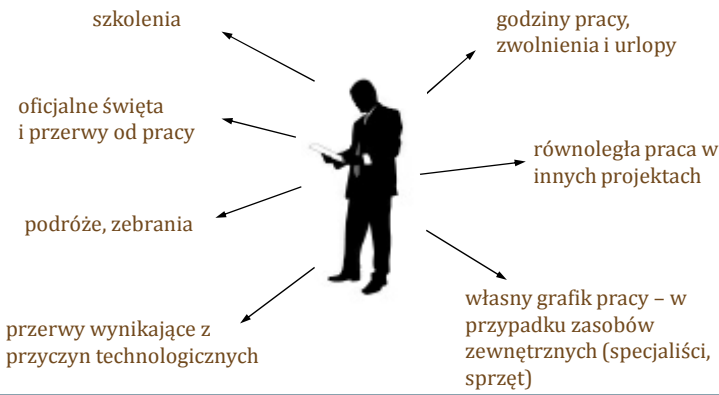 szkolenia
oficjalne święta
i przerwy od pracy
podróże, zebrania
przerwy wynikające z
przyczyn technologicznych
godziny pracy,
zwolnienia i urlopy
równoległa praca w
innych projektach
własny grafik pracy – w
przypadku zasobów
zewnętrznych (specjaliści,
sprzęt)